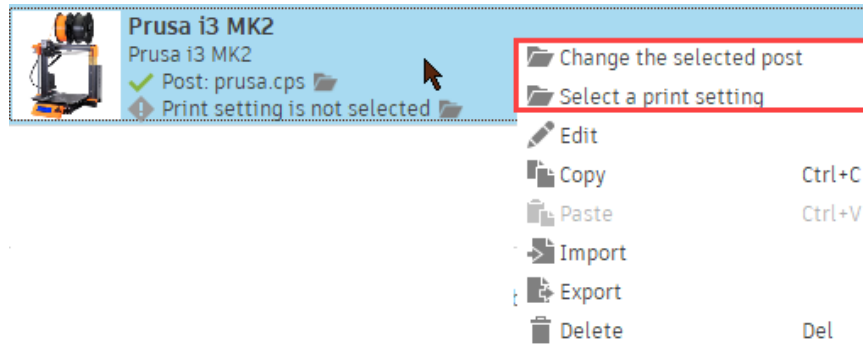 Prusa i3 MK2
Prusa i3 MK2
Post: prusa.cps
Print setting is not selected
Change the selected post
Select a print setting
Edit
Copy Ctrl+C
Paste Ctrl+V
Import
Export
Delete Del